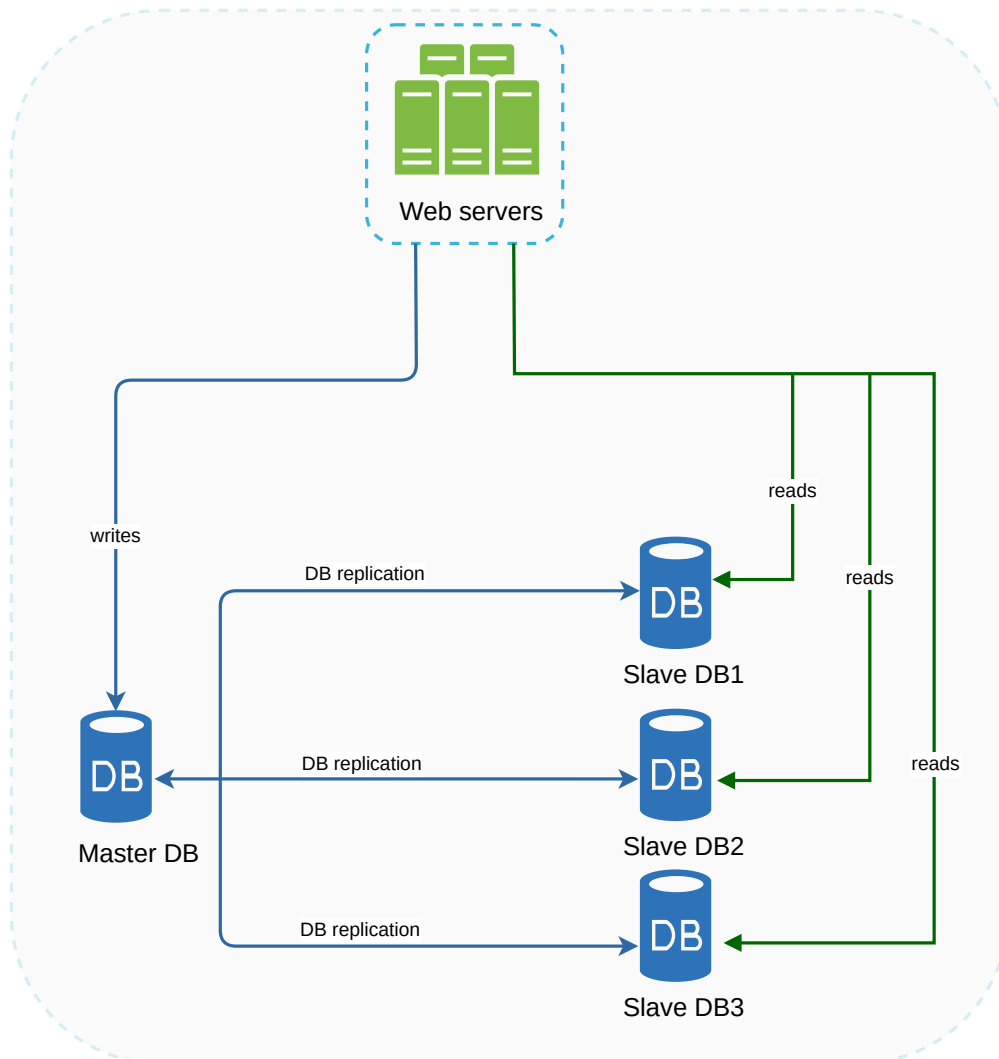 Web servers
reads
writes
DB replication
reads
DB
Slave DB1
DB replication
reads
DB
DB
Slave DB2
Master DB
DB replication
DB
Slave DB3